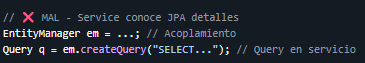 // ❌ MAL - Service conoce JPA detalles
EntityManager em = ...; // Acoplamiento
Query q = em.createQuery("SELECT..."); // Query en servicio